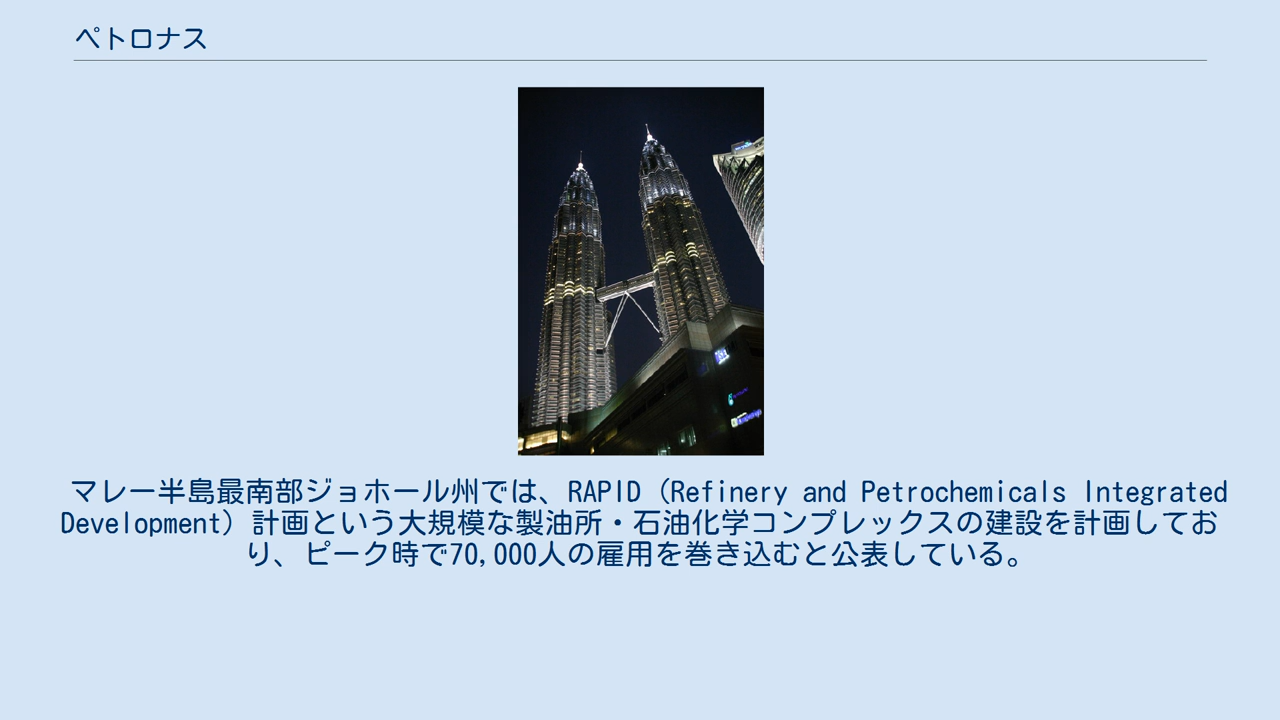 ペトロナス
マレー半島最南部ジョホール州では、RAPID（Refinery and Petrochemicals Integrated
Development）計画という大規模な製油所・石油化学コンプレックスの建設を計画してお
り、ピーク時で70,000人の雇用を巻き込むと公表している。